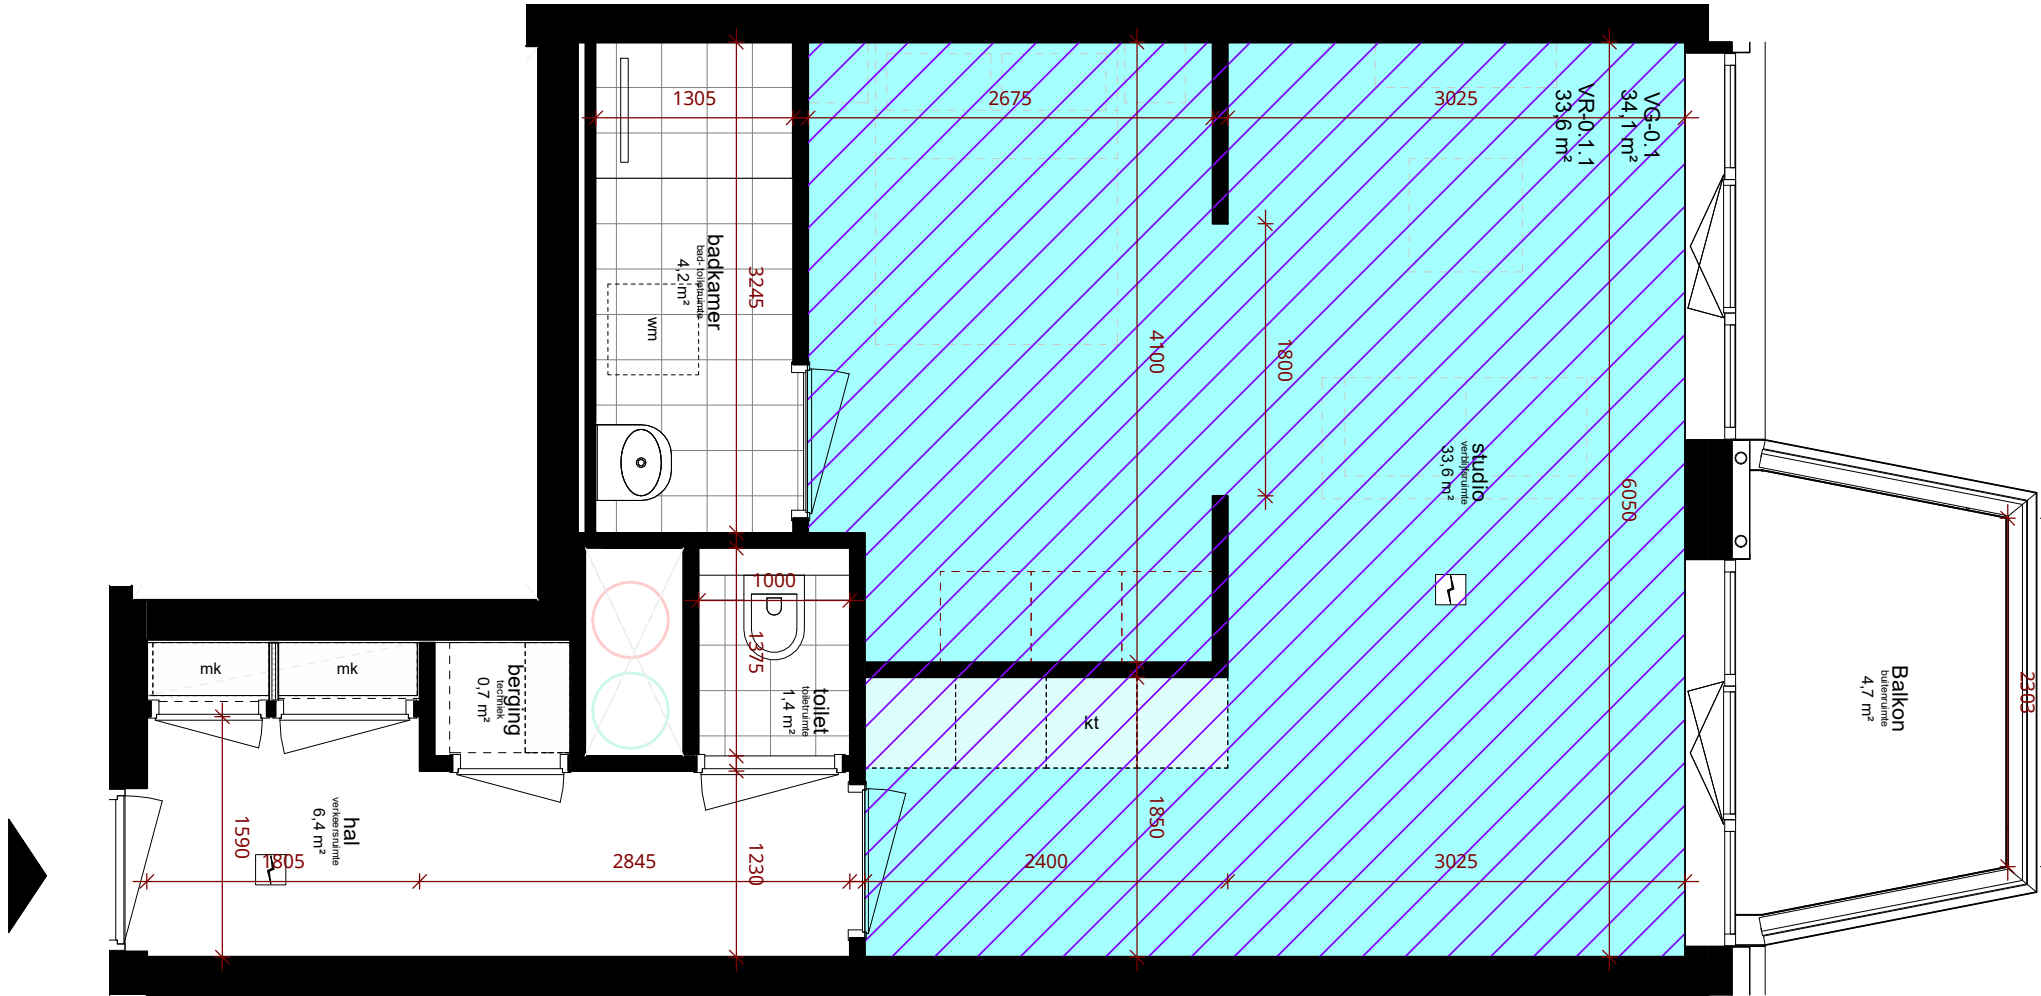 1305
2675
3025
VG-0.1
34,1 m²
VR-0.1.1
33,6 m²
badkamer
bad- toiletruimte
4,2 m²
3245
wm
4100
1800
studio
verblijfsruimte
33,6 m²
6050
1000
1375
toilet
toiletruimte
1,4 m²
mk
mk
berging
techniek
0,7 m²
kt
Balkon
buitenruimte
4,7 m²
2303
hal
verkeersruimte
6,4 m²
1590
1805
2845
1230
1850
2400
3025